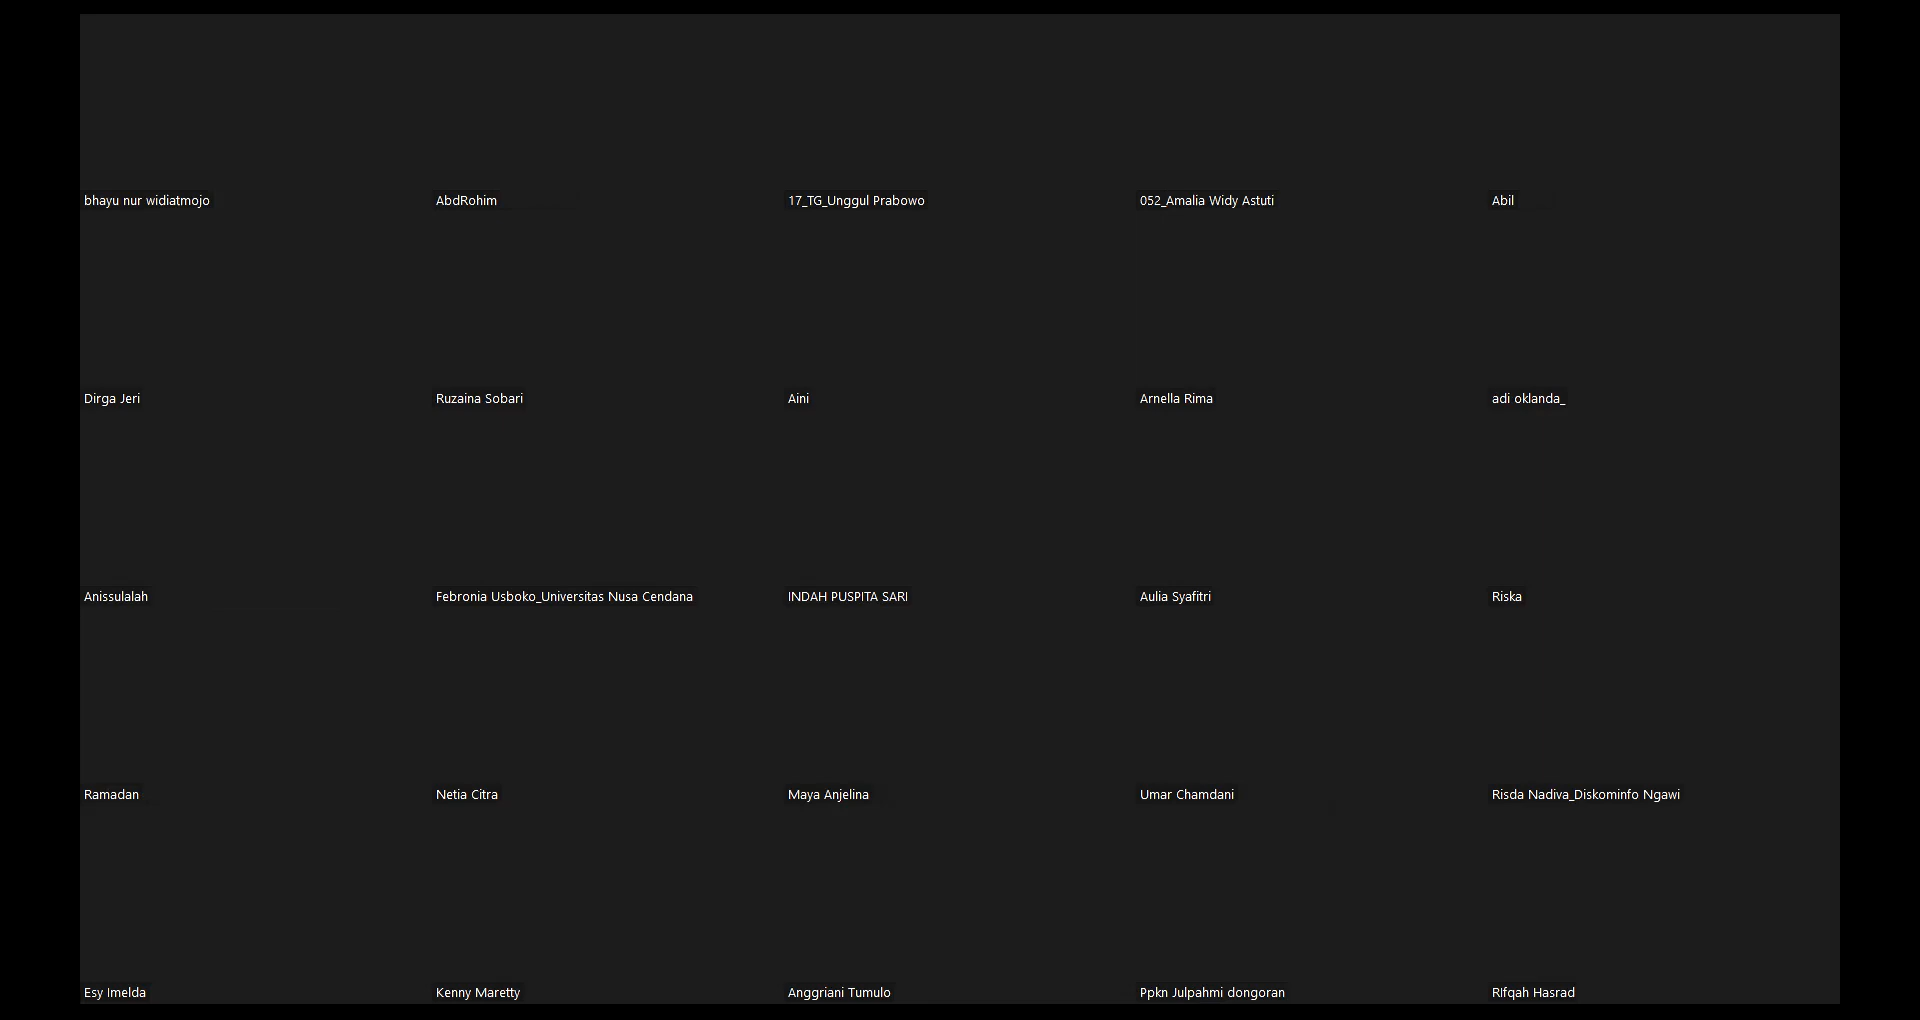 bhayu nur widiatmojo
AbdRohim
17_TG_Unggul Prabowo
052_Amalia Widy Astuti
Abil
Dirga Jeri
Ruzaina Sobari
Aini
Arnella Rima
adi oklanda_
Anissulalah
Febronia Usboko_Universitas Nusa Cendana
INDAH PUSPITA SARI
Aulia Syafitri
Riska
Ramadan
Netia Citra
Maya Anjelina
Umar Chamdani
Risda Nadiva_Diskominfo Ngawi
Esy Imelda
Kenny Maretty
Anggriani Tumulo
Ppkn Julpahmi dongoran
RIfqah Hasrad